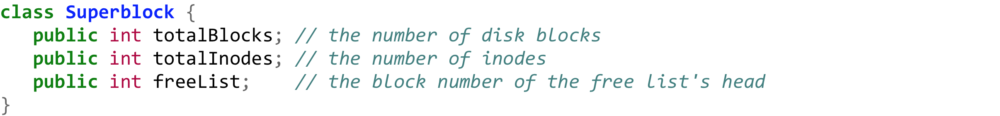 class Superblock {
   public int totalBlocks; // the number of disk blocks
   public int totalInodes; // the number of inodes
   public int freeList;    // the block number of the free list's head
}